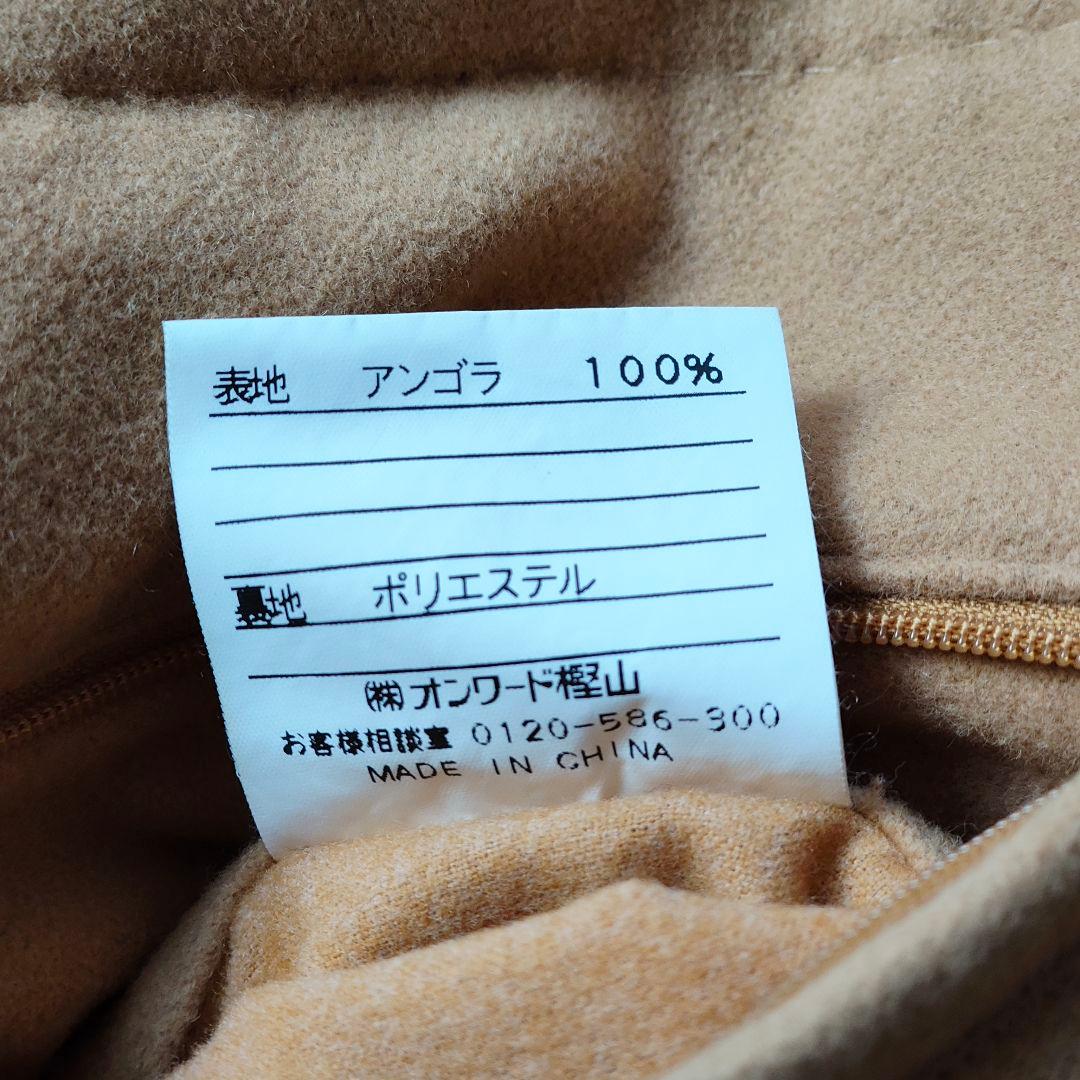 表地 アンゴラ 100%
裏地 ポリエステル
㈱オンワード樫山
お客様相談室 0120-586-300
MADE IN CHINA